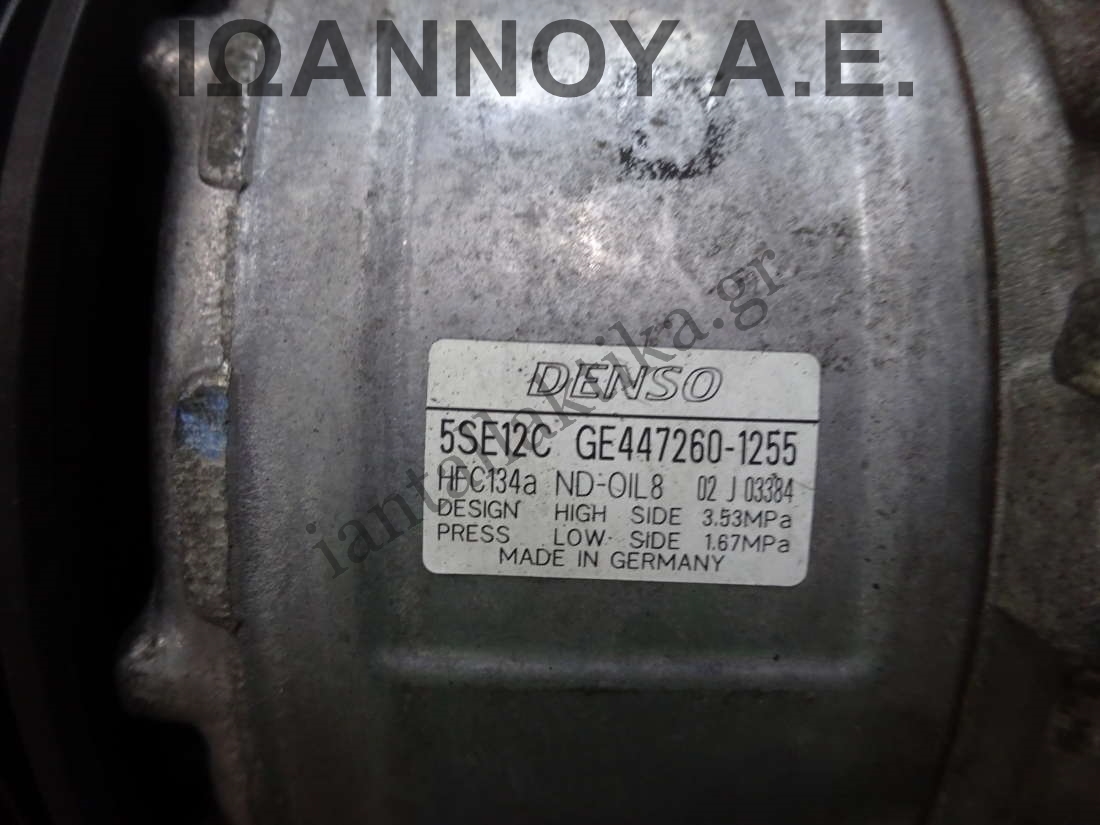 ΙΩΑΝΝΟΥ Α.Ε.
iantallaktika.gr
DENSO
5SE12C GE447260-1255
HFC134a ND-OIL8 02 J 03384
DESIGN HIGH SIDE 3.53MPa
PRESS LOW SIDE 1.67MPa
MADE IN GERMANY